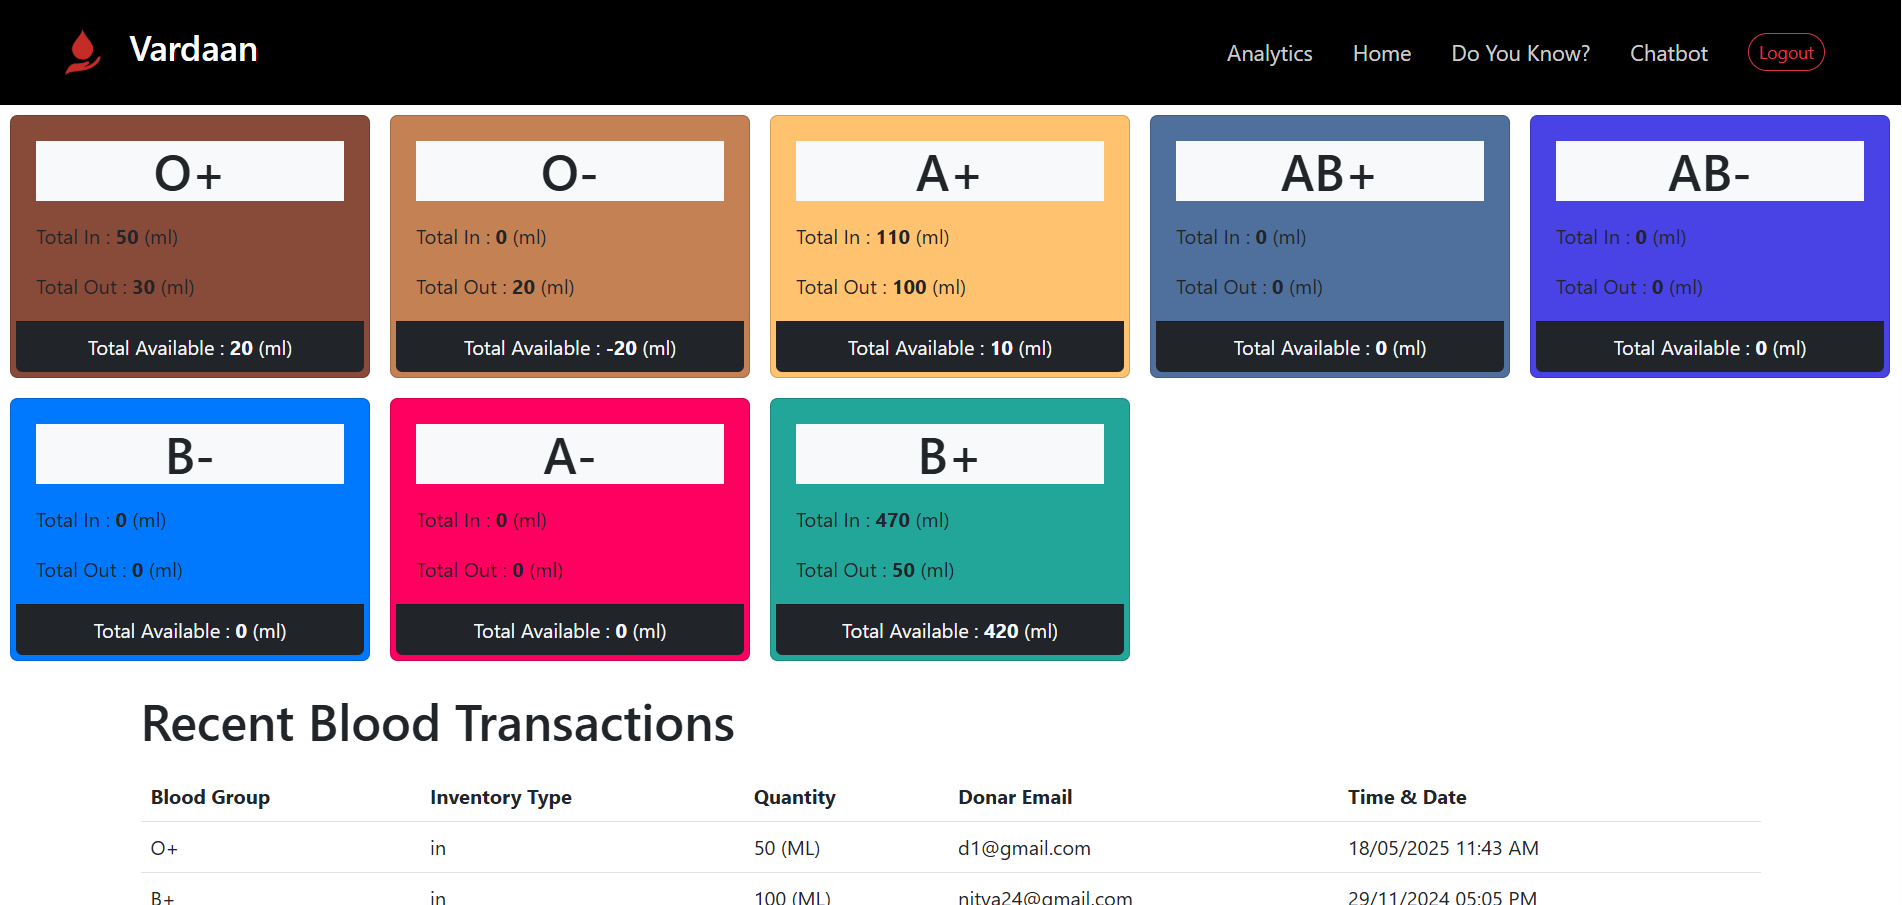 Vardaan
Analytics Home Do You Know? Chatbot Logout
O+
Total In : 50 (ml)
Total Out : 30 (ml)
Total Available : 20 (ml)
O-
Total In : 0 (ml)
Total Out : 20 (ml)
Total Available : -20 (ml)
A+
Total In : 110 (ml)
Total Out : 100 (ml)
Total Available : 10 (ml)
AB+
Total In : 0 (ml)
Total Out : 0 (ml)
Total Available : 0 (ml)
AB-
Total In : 0 (ml)
Total Out : 0 (ml)
Total Available : 0 (ml)
B-
Total In : 0 (ml)
Total Out : 0 (ml)
Total Available : 0 (ml)
A-
Total In : 0 (ml)
Total Out : 0 (ml)
Total Available : 0 (ml)
B+
Total In : 470 (ml)
Total Out : 50 (ml)
Total Available : 420 (ml)
Recent Blood Transactions
Blood Group Inventory Type Quantity Donar Email Time & Date
O+ in 50 (ML) d1@gmail.com 18/05/2025 11:43 AM
B+ in 100 (ML) nitya24@gmail.com 29/11/2024 05:05 PM